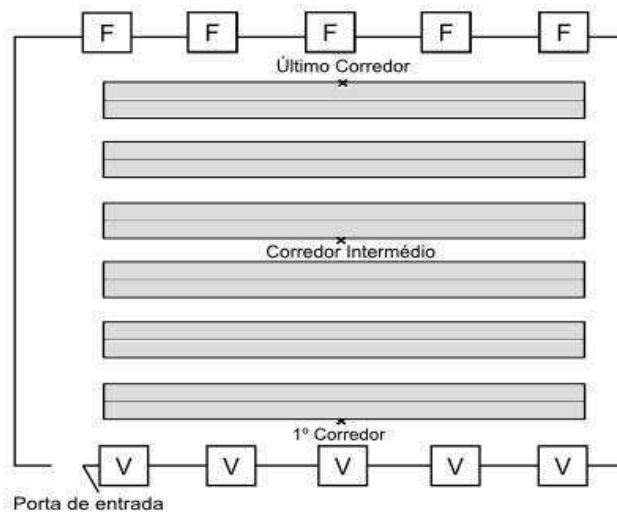 F F F F F
Último Corredor
Corredor Intermédio
1º Corredor
V V V V V
Porta de entrada